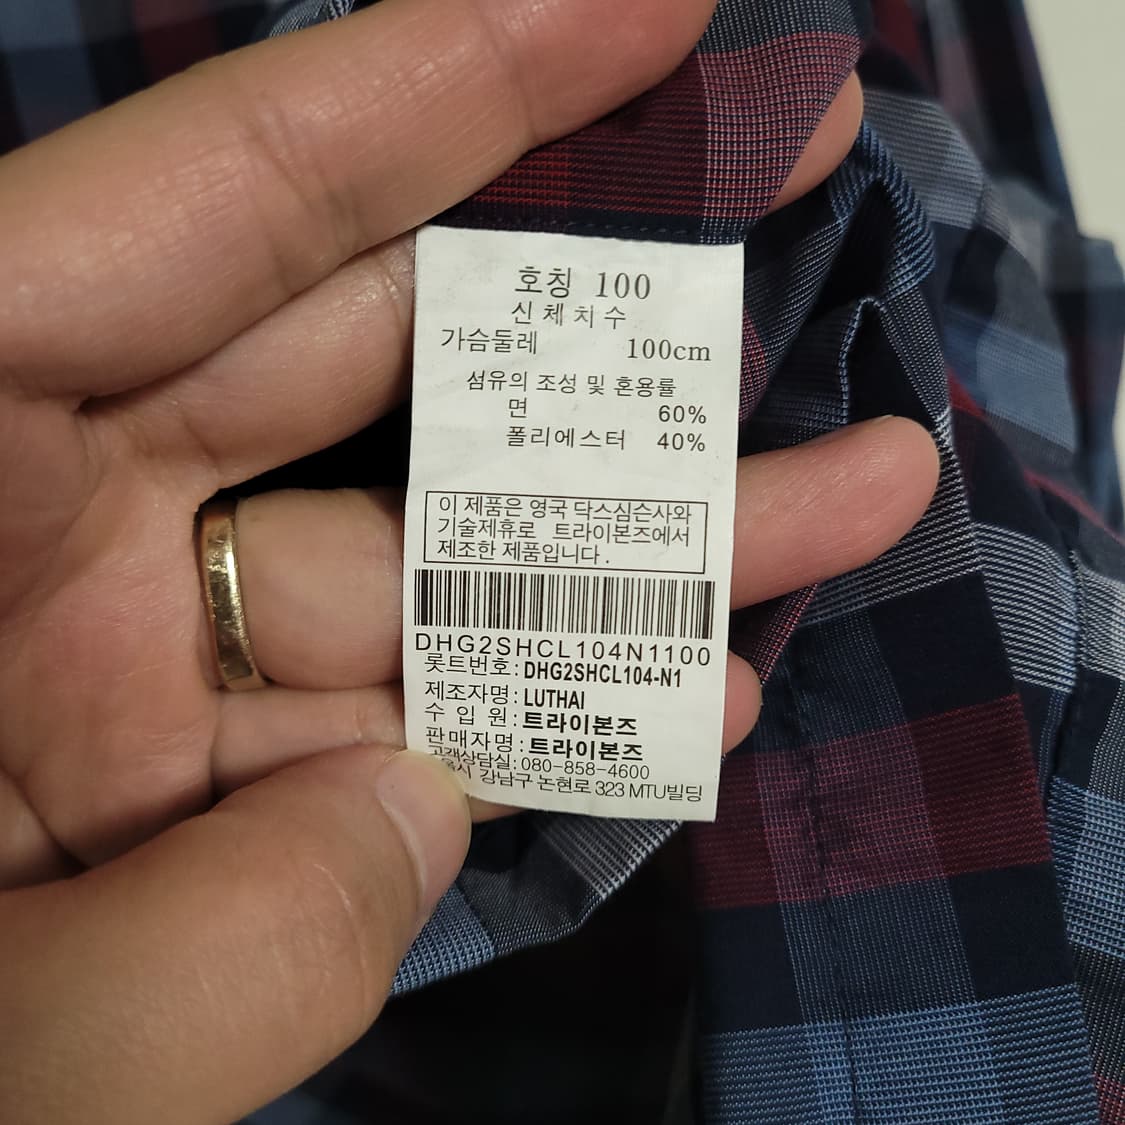 호칭 100
신체치수
가슴둘레 100cm
섬유의 조성 및 혼용률
면 60%
폴리에스터 40%
이 제품은 영국 닥스심슨사와
기술제휴로 트라이본즈에서
제조한 제품입니다.
DHG2SHCL104N1100
롯트번호: DHG2SHCL104-N1
제조자명: LUTHAI
수 입 원: 트라이본즈
판매자명: 트라이본즈
고객상담실: 080-858-4600
강남구 논현로 323 MTU빌딩